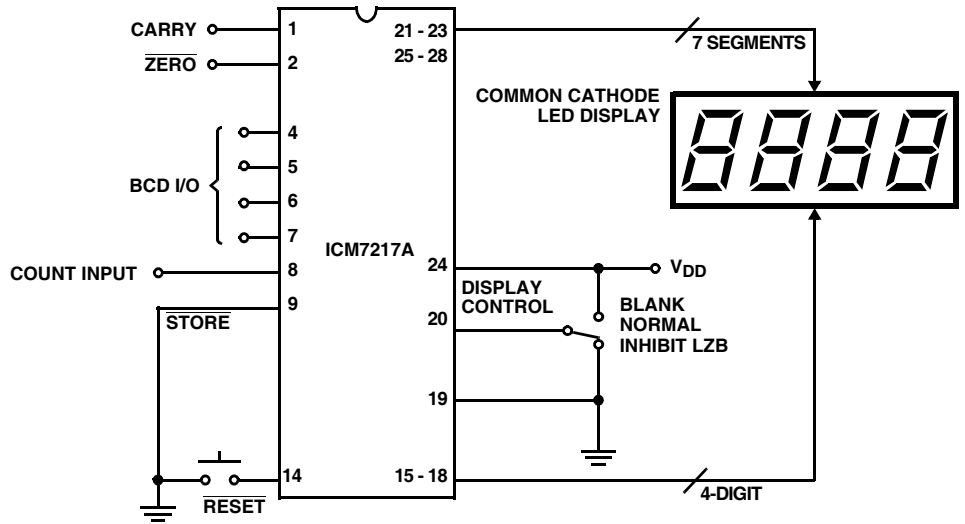 CARRY
ZERO
BCD I/O
COUNT INPUT
STORE
RESET
1
2
4
5
6
7
8
9
14
ICM7217A
21 - 23
25 - 28
24
20
19
15 - 18
7 SEGMENTS
COMMON CATHODE
LED DISPLAY
8888
DISPLAY
CONTROL
VDD
BLANK
NORMAL
INHIBIT LZB
4-DIGIT